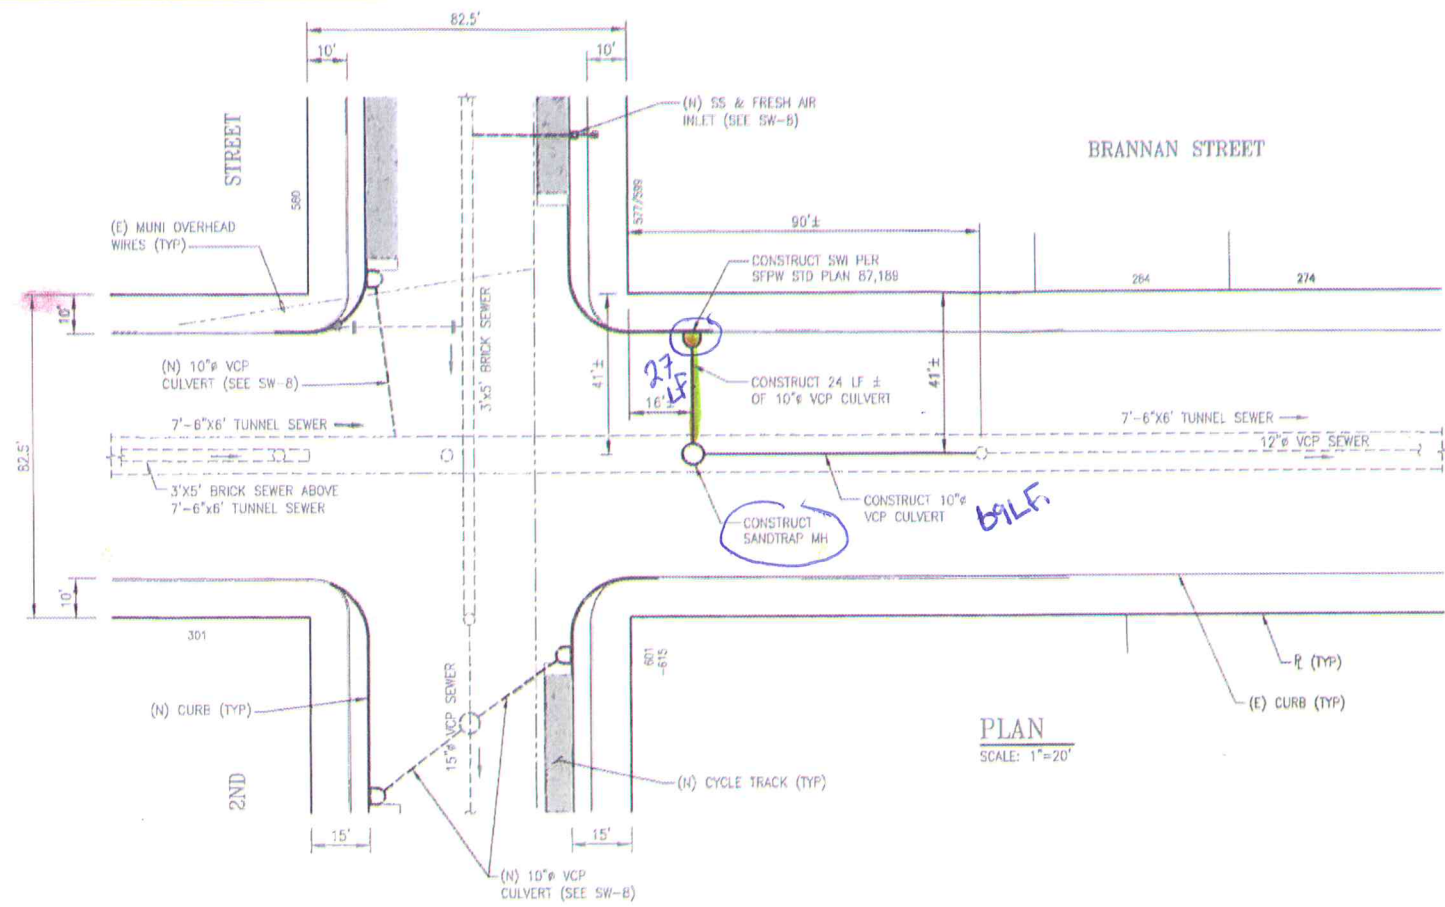 82.5'
10'
10'
(N) SS & FRESH AIR
INLET (SEE SW-8)
BRANNAN STREET
STREET
580
577/599
(E) MUNI OVERHEAD
WIRES (TYP)
90'±
CONSTRUCT SWI PER
SFPW STD PLAN 87,189
264
274
10'
3'x5' BRICK SEWER
(N) 10"ø VCP
CULVERT (SEE SW-8)
41'±
27
LF
16'±
CONSTRUCT 24 LF ±
OF 10"ø VCP CULVERT
41'±
7'-6"X6' TUNNEL SEWER
7'-6"X6' TUNNEL SEWER
12"ø VCP SEWER
82.5'
3'X5' BRICK SEWER ABOVE
7'-6"x6' TUNNEL SEWER
CONSTRUCT
SANDTRAP MH
CONSTRUCT 10"ø
VCP CULVERT
69LF.
10'
301
601
-615
15"ø VCP SEWER
(N) CURB (TYP)
PL (TYP)
(E) CURB (TYP)
PLAN
SCALE: 1"=20'
2ND
(N) CYCLE TRACK (TYP)
15'
15'
(N) 10"ø VCP
CULVERT (SEE SW-8)